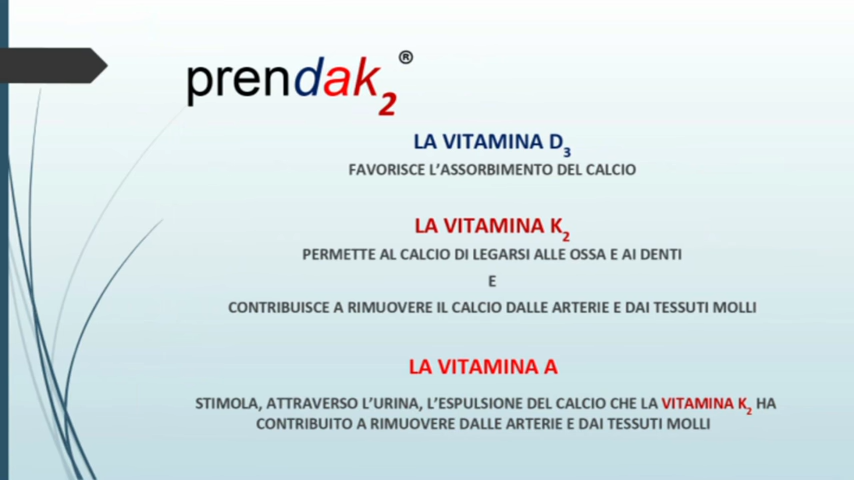 prendak2®
LA VITAMINA D3
FAVORISCE L’ASSORBIMENTO DEL CALCIO
LA VITAMINA K2
PERMETTE AL CALCIO DI LEGARSI ALLE OSSA E AI DENTI
E
CONTRIBUISCE A RIMUOVERE IL CALCIO DALLE ARTERIE E DAI TESSUTI MOLLI
LA VITAMINA A
STIMOLA, ATTRAVERSO L’URINA, L’ESPULSIONE DEL CALCIO CHE LA VITAMINA K2 HA
CONTRIBUITO A RIMUOVERE DALLE ARTERIE E DAI TESSUTI MOLLI